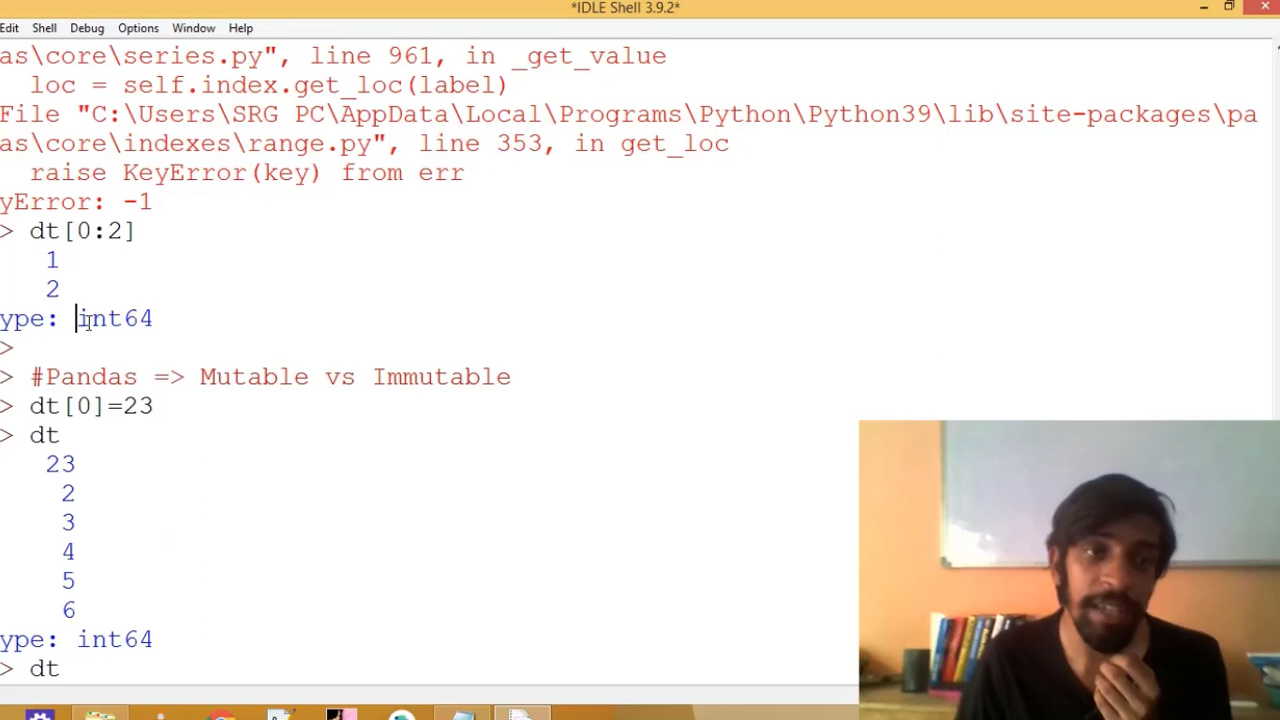 *IDLE Shell 3.9.2*
Edit Shell Debug Options Window Help
as\core\series.py", line 961, in _get_value
loc = self.index.get_loc(label)
File "C:\Users\SRG PC\AppData\Local\Programs\Python\Python39\lib\site-packages\pa
as\core\indexes\range.py", line 353, in get_loc
raise KeyError(key) from err
yError: -1
> dt[0:2]
1
2
ype: int64
>
> #Pandas => Mutable vs Immutable
> dt[0]=23
> dt
23
2
3
4
5
6
ype: int64
> dt